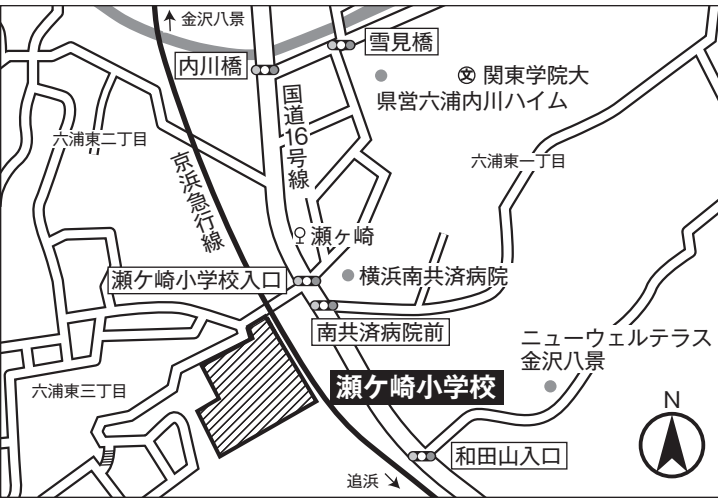 ↑ 金沢八景
雪見橋
内川橋
文 関東学院大
県営六浦内川ハイム
国道16号線
六浦東二丁目
六浦東一丁目
京浜急行線
瀬ヶ崎
瀬ケ崎小学校入口
横浜南共済病院
南共済病院前
ニューウェルテラス
金沢八景
六浦東三丁目
瀬ケ崎小学校
N
和田山入口
追浜 ↘